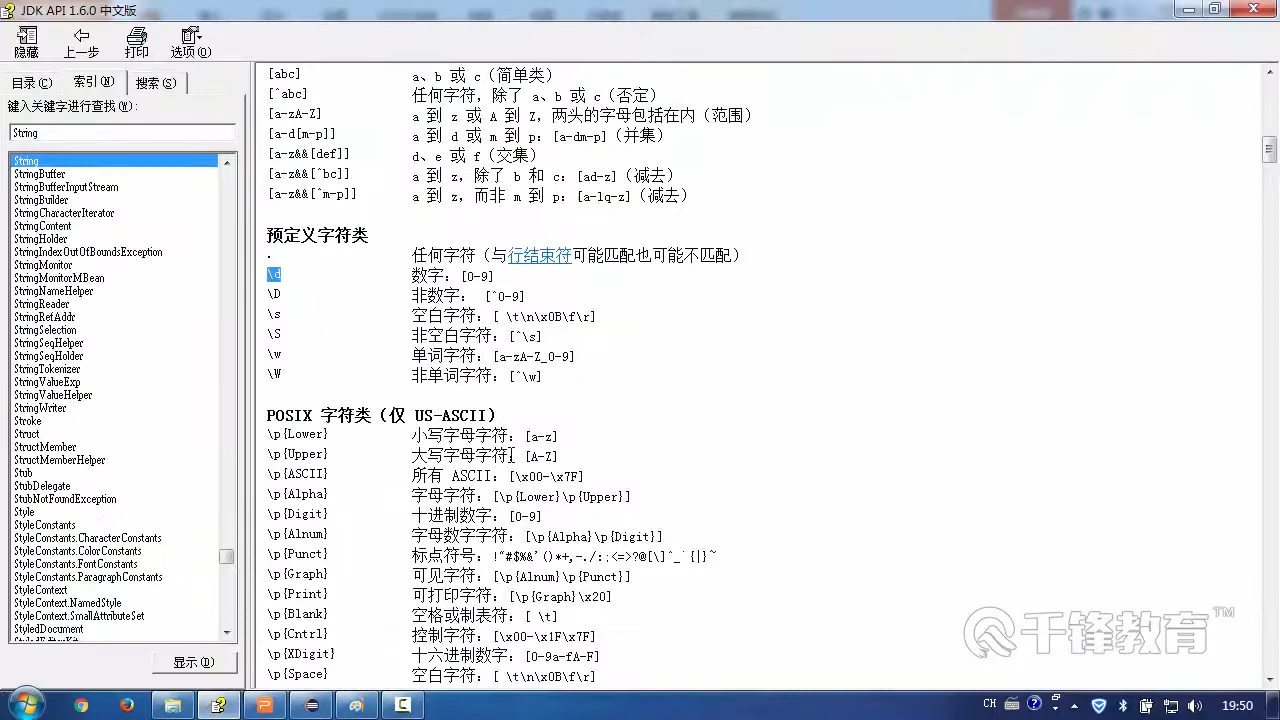 JDK API 1.6.0 中文版
隐藏 上一步 打印 选项(O)
目录(C) 索引(N) 搜索(S)
键入关键字进行查找(W):
String
String
StringBuffer
StringBufferInputStream
StringBuilder
StringCharacterIterator
StringContent
StringHolder
StringIndexOutOfBoundsException
StringMonitor
StringMonitorMBean
StringNameHelper
StringReader
StringRefAddr
StringSelection
StringSeqHelper
StringSeqHolder
StringTokenizer
StringValueExp
StringValueHelper
StringWriter
Stroke
Struct
StructMember
StructMemberHelper
Stub
StubDelegate
StubNotFoundException
Style
StyleConstants
StyleConstants.CharacterConstants
StyleConstants.ColorConstants
StyleConstants.FontConstants
StyleConstants.ParagraphConstants
StyleContext
StyleContext.NamedStyle
StyleContext.SmallAttributeSet
StyledDocument
显示(D)
[abc] a、b 或 c（简单类）
[^abc] 任何字符，除了 a、b 或 c（否定）
[a-zA-Z] a 到 z 或 A 到 Z，两头的字母包括在内（范围）
[a-d[m-p]] a 到 d 或 m 到 p：[a-dm-p]（并集）
[a-z&&[def]] d、e 或 f（交集）
[a-z&&[^bc]] a 到 z，除了 b 和 c：[ad-z]（减去）
[a-z&&[^m-p]] a 到 z，而非 m 到 p：[a-lq-z]（减去）
预定义字符类
. 任何字符（与行结束符可能匹配也可能不匹配）
\d 数字：[0-9]
\D 非数字： [^0-9]
\s 空白字符：[ \t\n\x0B\f\r]
\S 非空白字符：[^\s]
\w 单词字符：[a-zA-Z_0-9]
\W 非单词字符：[^\w]
POSIX 字符类（仅 US-ASCII）
\p{Lower} 小写字母字符：[a-z]
\p{Upper} 大写字母字符：[A-Z]
\p{ASCII} 所有 ASCII：[\x00-\x7F]
\p{Alpha} 字母字符：[\p{Lower}\p{Upper}]
\p{Digit} 十进制数字：[0-9]
\p{Alnum} 字母数字字符：[\p{Alpha}\p{Digit}]
\p{Punct} 标点符号：!"#$%&'()*+,-./:;<=>?@[\]^_`{|}~
\p{Graph} 可见字符：[\p{Alnum}\p{Punct}]
\p{Print} 可打印字符：[\p{Graph}\x20]
\p{Blank} 空格或制表符：[ \t]
\p{Cntrl} 控制字符：[\x00-\x1F\x7F]
\p{XDigit} 十六进制数字：[0-9a-fA-F]
\p{Space} 空白字符：[ \t\n\x0B\f\r]
千锋教育™
CH 19:50